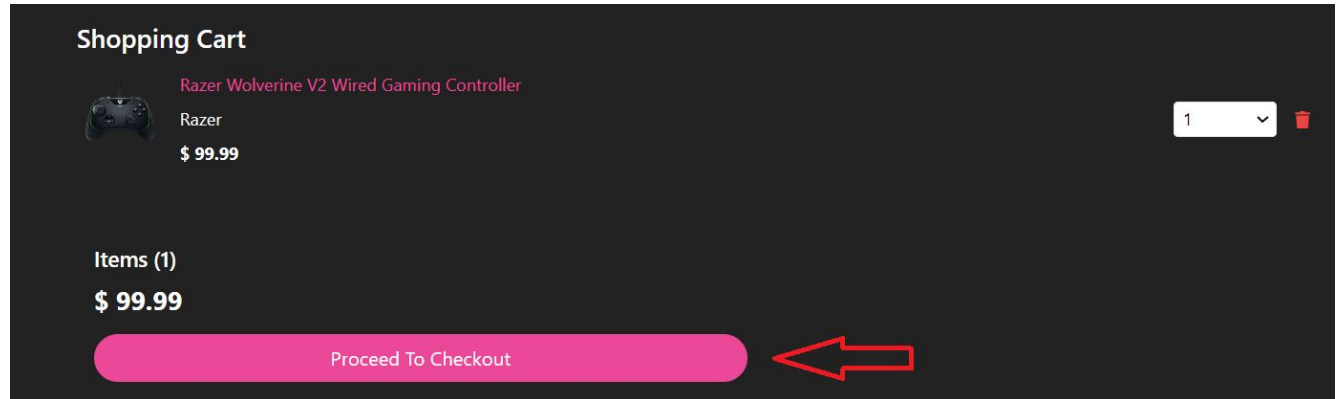 Shopping Cart
Razer Wolverine V2 Wired Gaming Controller
Razer
$ 99.99
1
Items (1)
$ 99.99
Proceed To Checkout